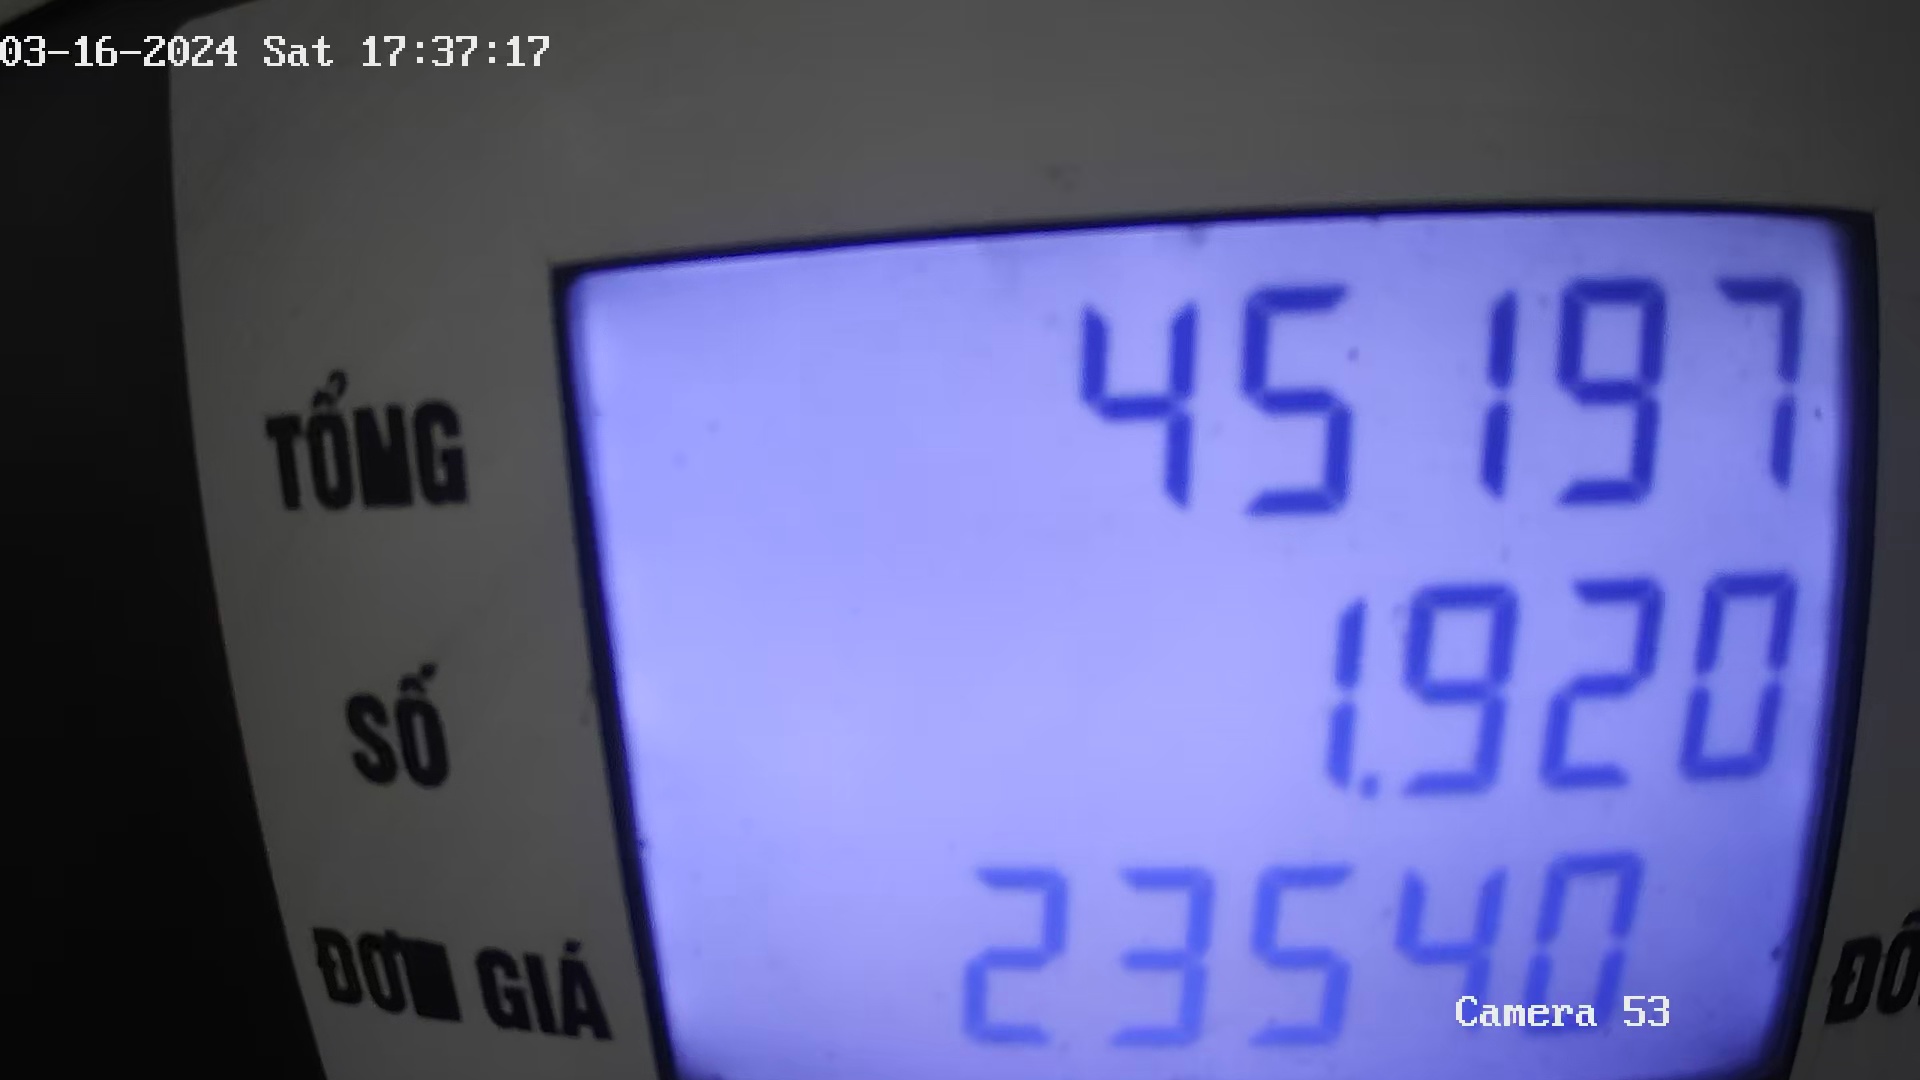 03-16-2024 Sat 17:37:17
TỔNG 45197
SỐ 1.920
ĐƠN GIÁ 23540
Camera 53